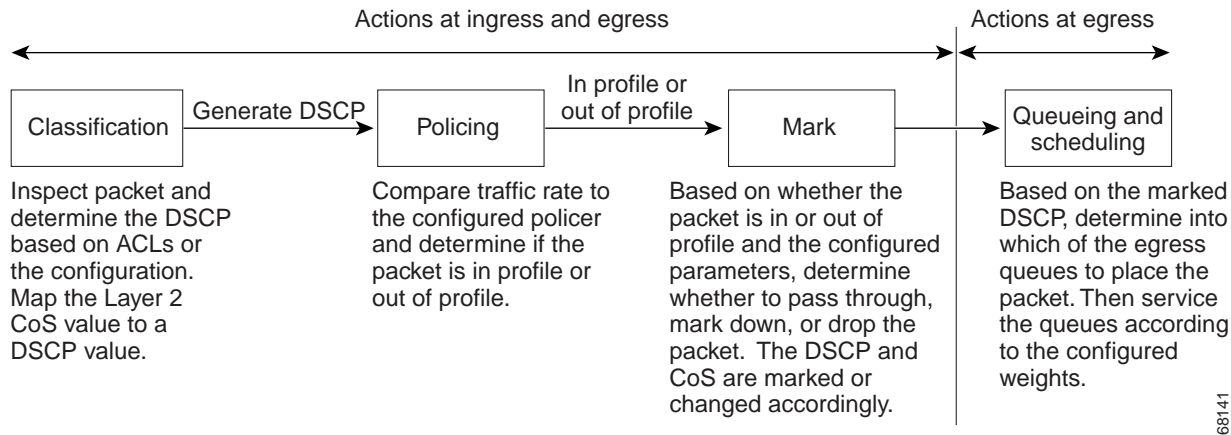 Actions at ingress and egress
Actions at egress
Classification
Generate DSCP
Policing
In profile or
out of profile
Mark
Queueing and
scheduling
Inspect packet and
determine the DSCP
based on ACLs or
the configuration.
Map the Layer 2
CoS value to a
DSCP value.
Compare traffic rate to
the configured policer
and determine if the
packet is in profile or
out of profile.
Based on whether the
packet is in or out of
profile and the configured
parameters, determine
whether to pass through,
mark down, or drop the
packet.  The DSCP and
CoS are marked or
changed accordingly.
Based on the marked
DSCP, determine into
which of the egress
queues to place the
packet. Then service
the queues according
to the configured
weights.
68141